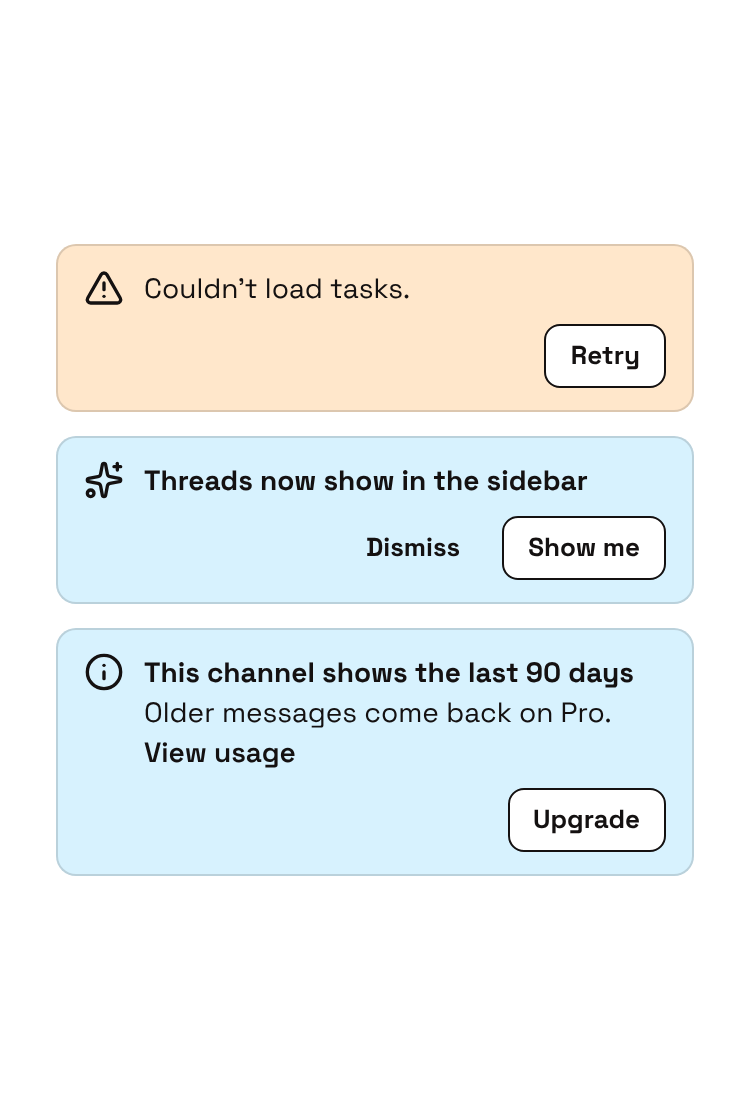 Couldn’t load tasks.
Retry
Threads now show in the sidebar
Dismiss
Show me
This channel shows the last 90 days
Older messages come back on Pro.
View usage
Upgrade